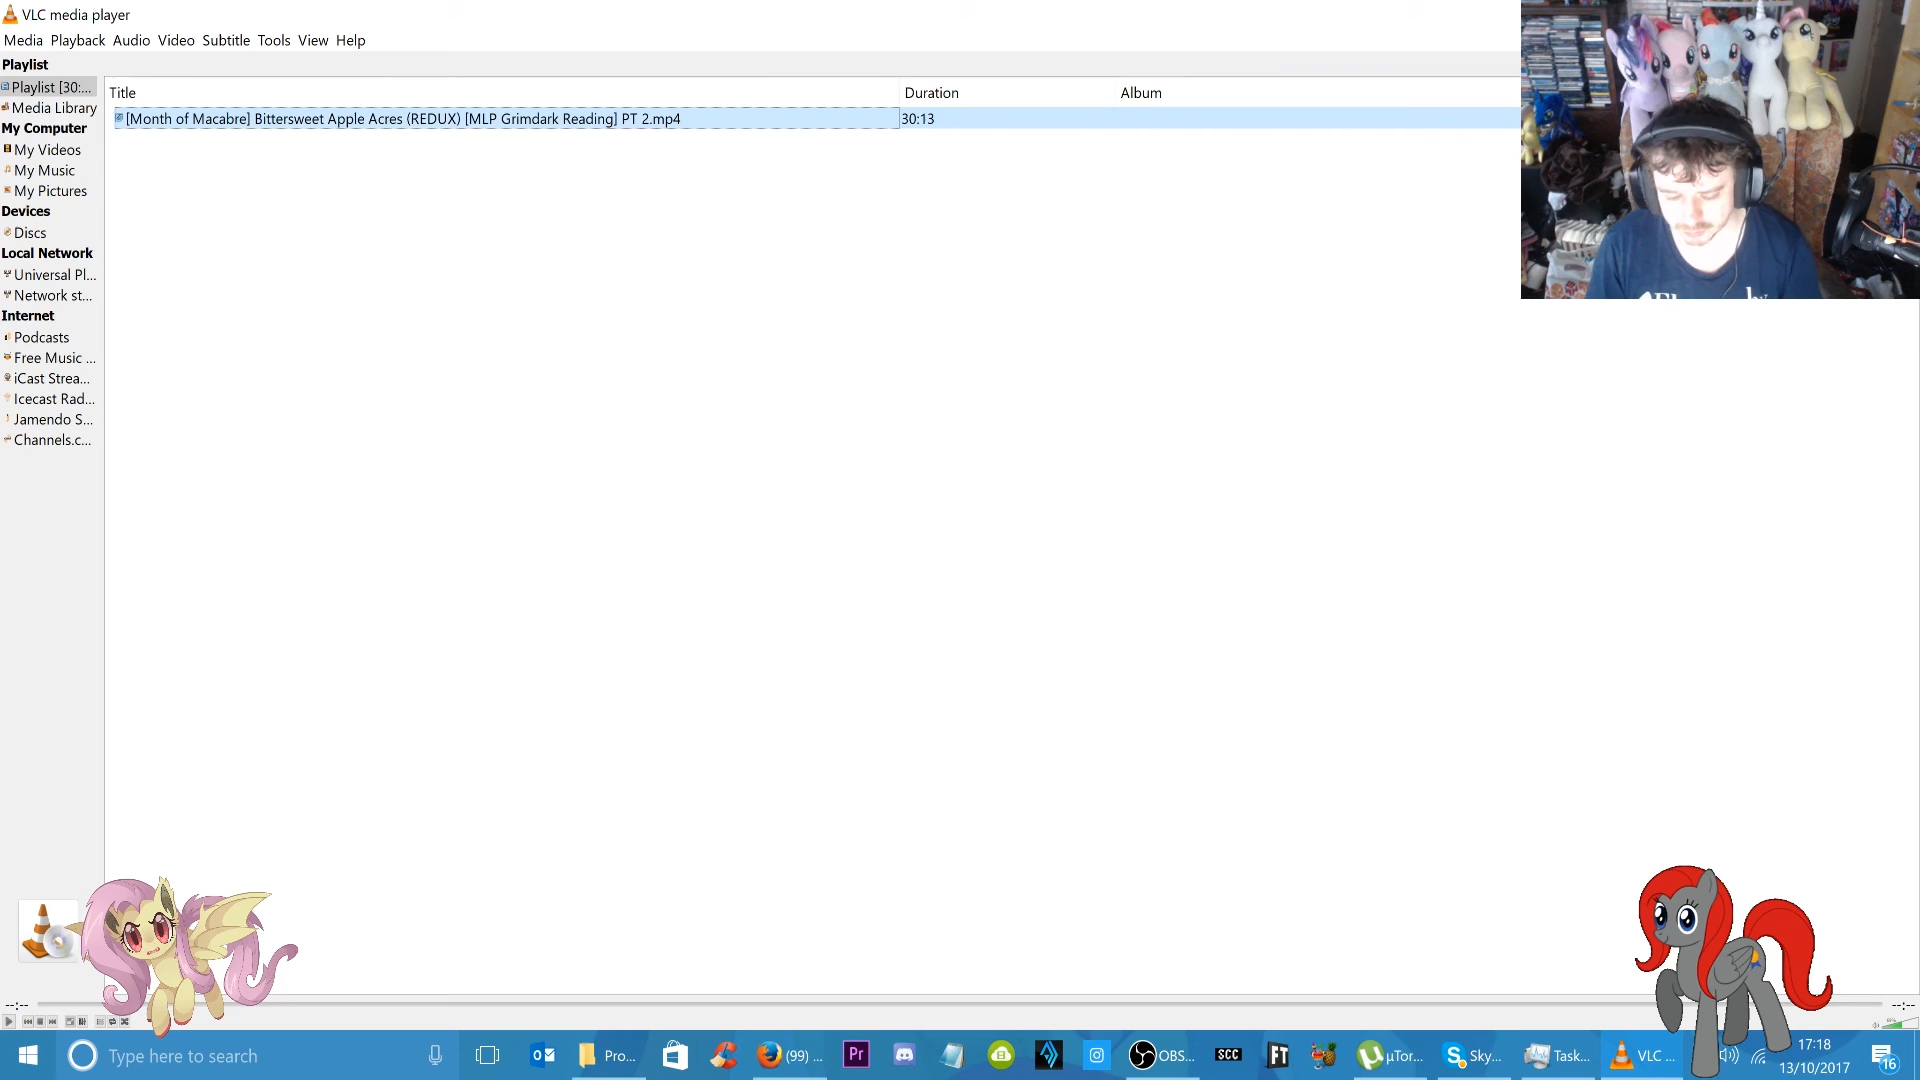 VLC media player
Media Playback Audio Video Subtitle Tools View Help
Playlist
Playlist [30:...
Media Library
My Computer
My Videos
My Music
My Pictures
Devices
Discs
Local Network
Universal Pl...
Network st...
Internet
Podcasts
Free Music ...
iCast Strea...
Icecast Rad...
Jamendo S...
Channels.c...
Title Duration Album
[Month of Macabre] Bittersweet Apple Acres (REDUX) [MLP Grimdark Reading] PT 2.mp4 30:13
--:-- --:--
Type here to search
Pro...
(99) ...
Pr
OBS...
SCC
FT
µTor...
Sky...
Task...
VLC ...
17:18
13/10/2017
16